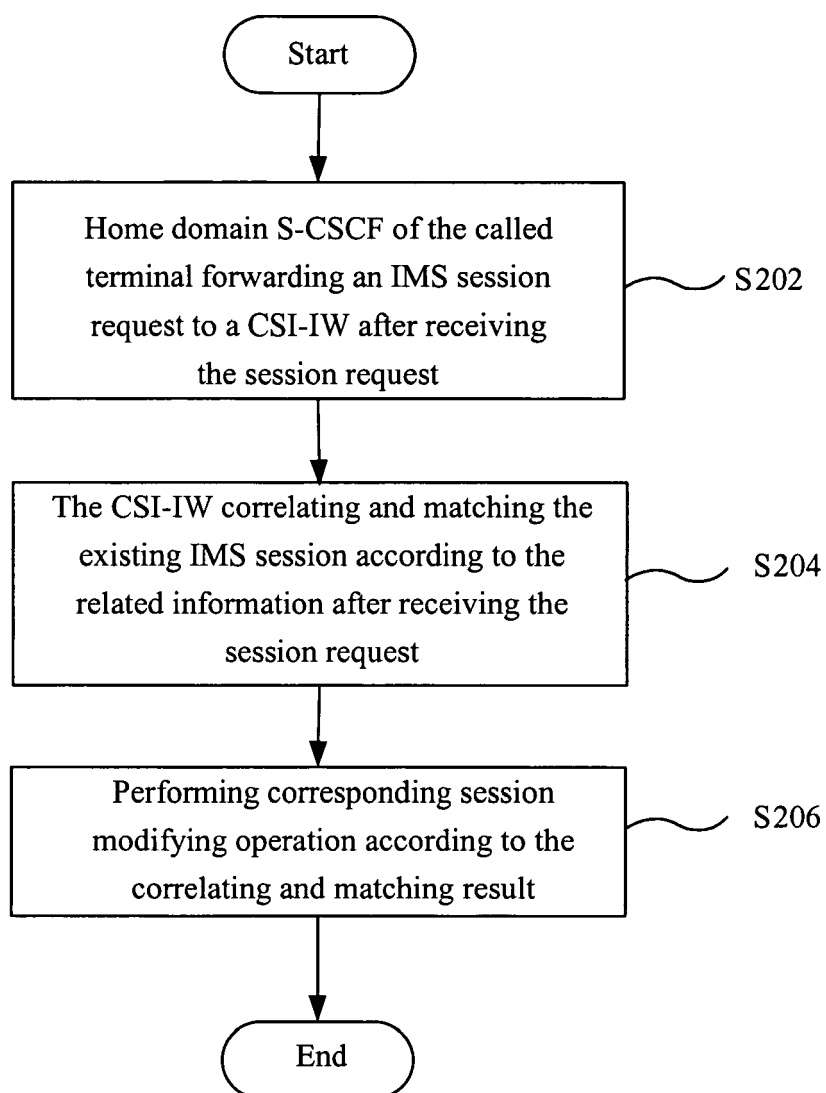 Start
Home domain S-CSCF of the called
terminal forwarding an IMS session
request to a CSI-IW after receiving
the session request
S202
The CSI-IW correlating and matching the
existing IMS session according to the
related information after receiving the
session request
S204
Performing corresponding session
modifying operation according to the
correlating and matching result
S206
End